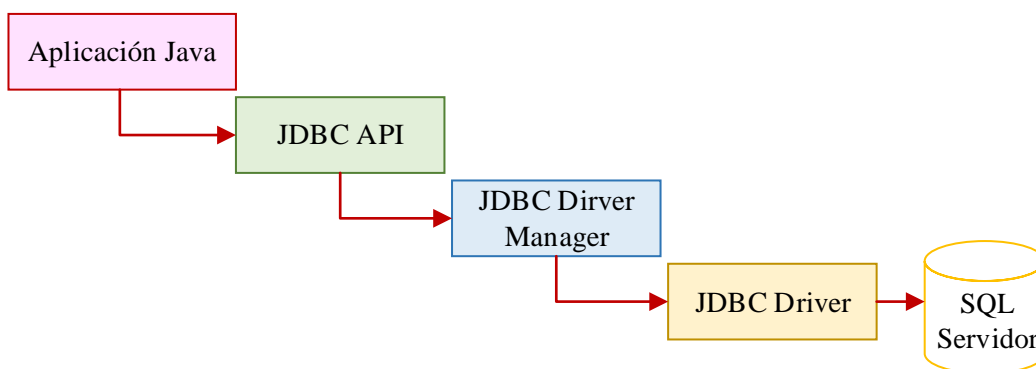 Aplicación Java
JDBC API
JDBC Dirver
Manager
JDBC Driver
SQL
Servidor